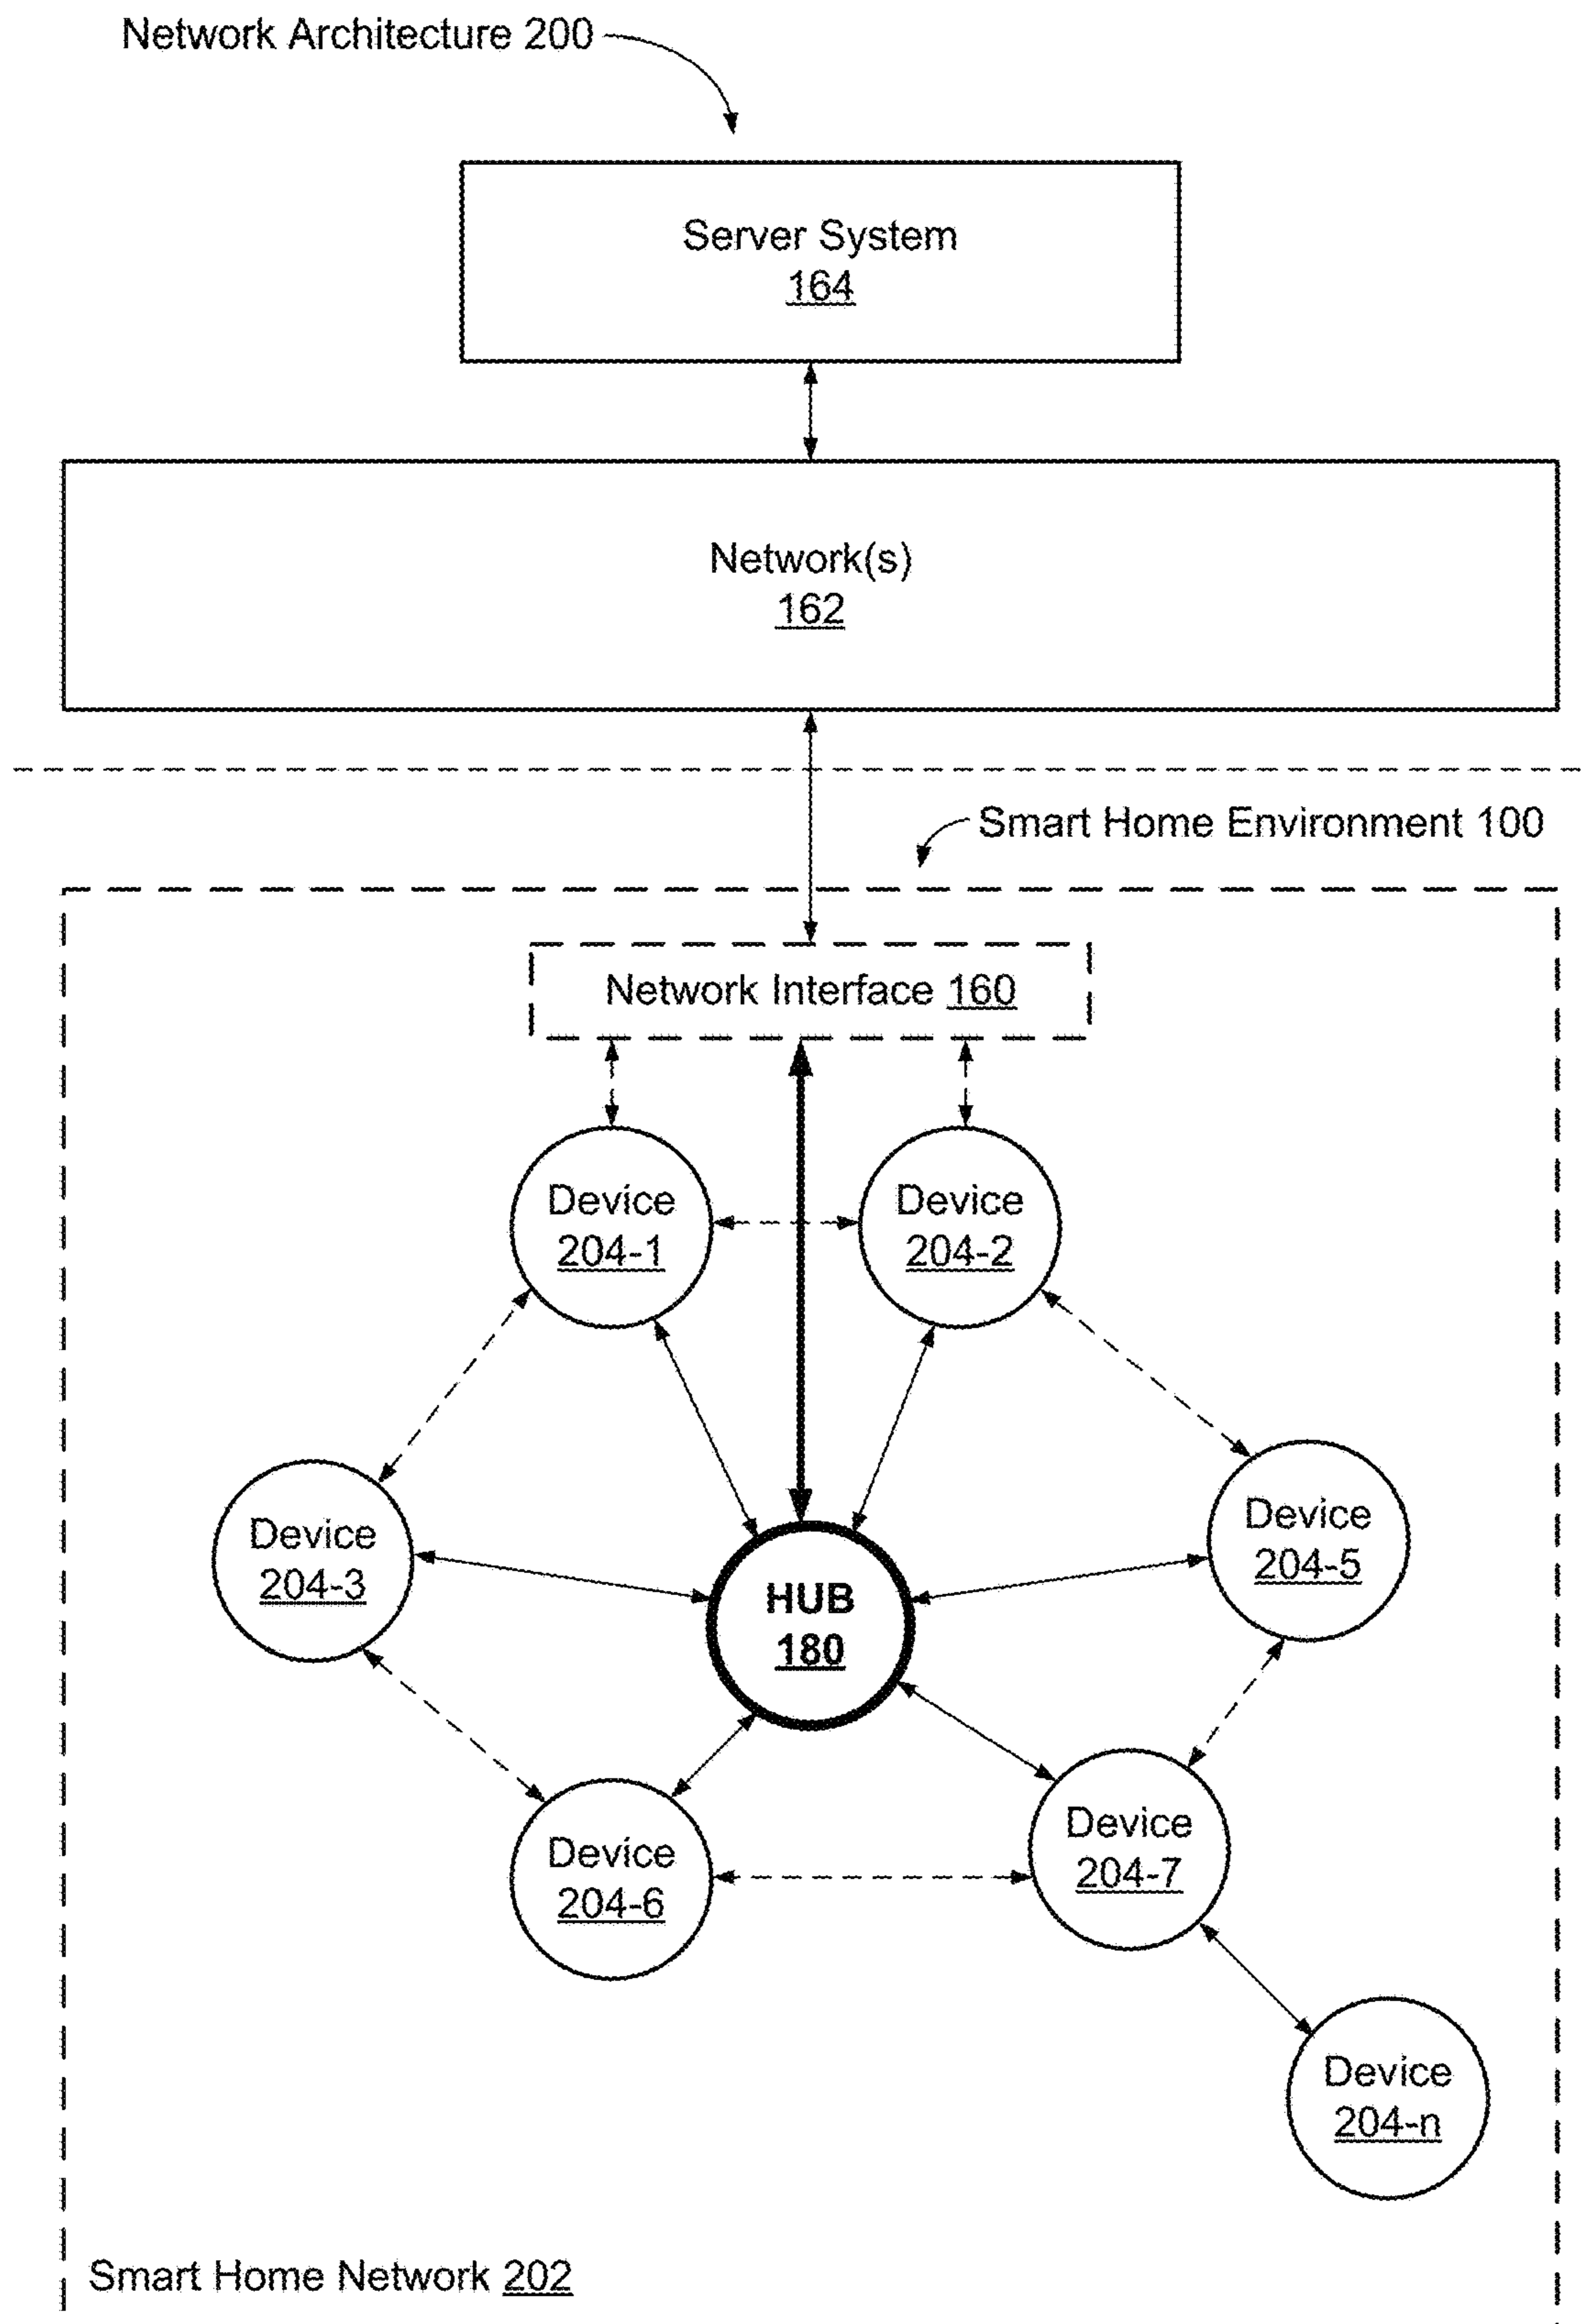 Network Architecture 200
Server System
164
Network(s)
162
Smart Home Environment 100
Network Interface 160
Device
204-1
Device
204-2
Device
204-3
Device
204-5
HUB
180
Device
204-6
Device
204-7
Device
204-n
Smart Home Network 202